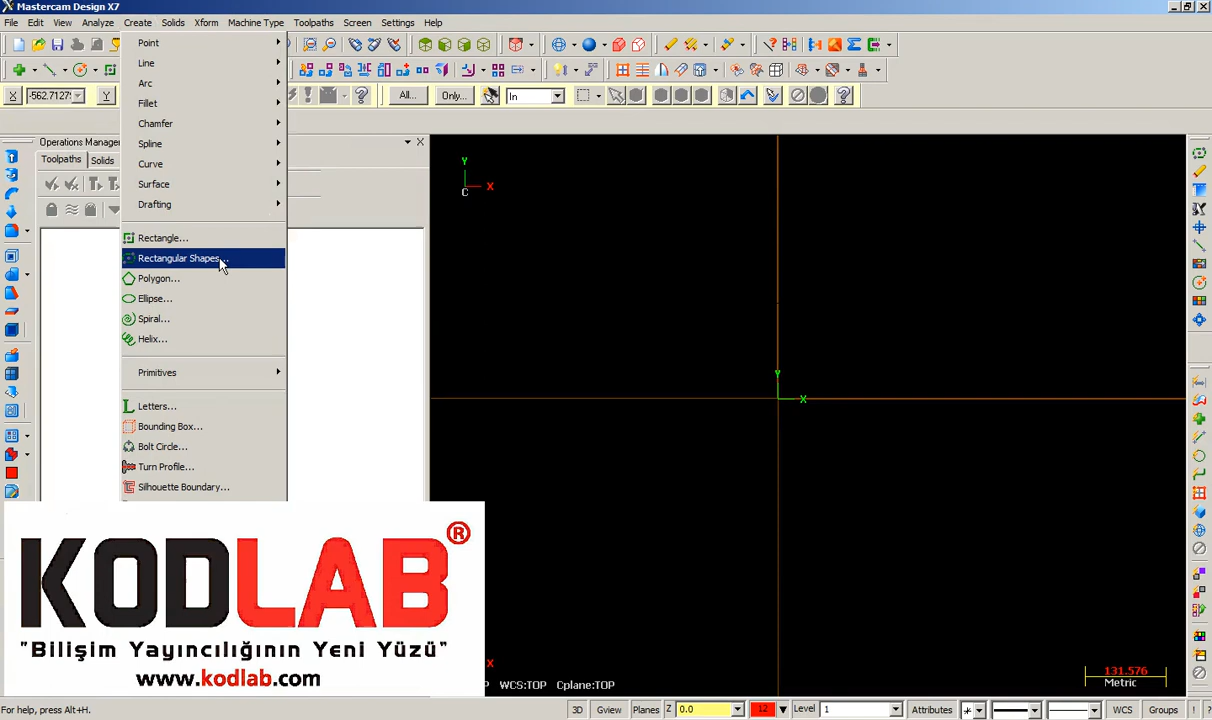 Mastercam Design X7
File Edit View Analyze Create Solids Xform Machine Type Toolpaths Screen Settings Help
X -562.7127 Y All... Only... In
Operations Manage
Toolpaths Solids
Point
Line
Arc
Fillet
Chamfer
Spline
Curve
Surface
Drafting
Rectangle...
Rectangular Shapes...
Polygon...
Ellipse...
Spiral...
Helix...
Primitives
Letters...
Bounding Box...
Bolt Circle...
Turn Profile...
Silhouette Boundary...
Y
X
C
Y
X
KODLAB®
"Bilişim Yayıncılığının Yeni Yüzü"
www.kodlab.com
X
WCS:TOP Cplane:TOP
131.576
Metric
For help, press Alt+H.
3D Gview Planes Z 0.0 12 Level 1 Attributes WCS Groups ! ?